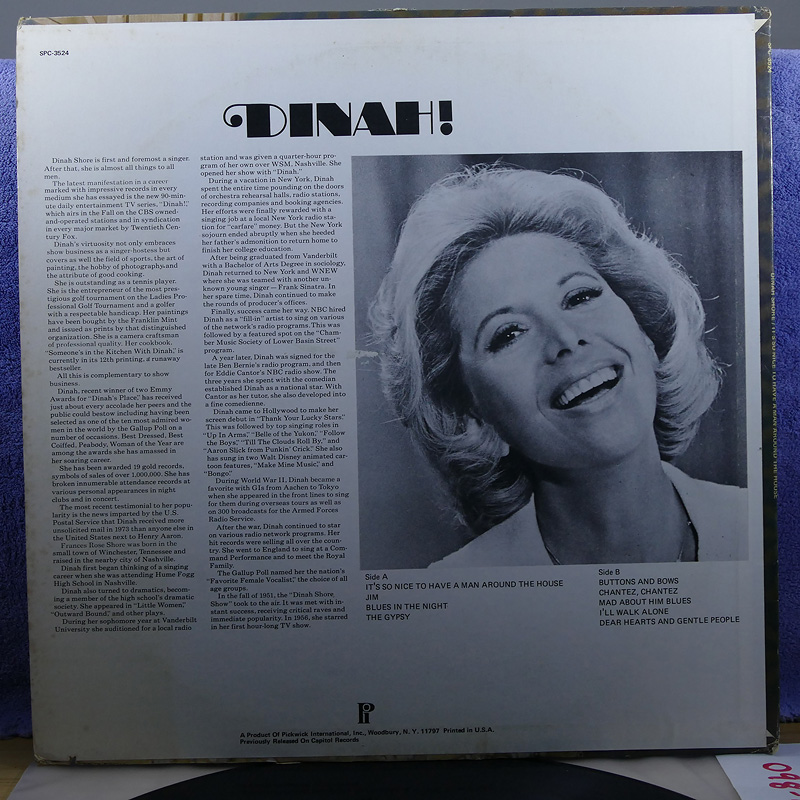 SPC-3524
DINAH!
Dinah Shore is first and foremost a singer.
After that, she is almost all things to all
men.
The latest manifestation in a career
marked with impressive records in every
medium she has essayed is the new 90-min-
ute daily entertainment TV series, "Dinah!,"
which airs in the Fall on the CBS owned-
and-operated stations and in syndication
in every major market by Twentieth Cen-
tury Fox.
Dinah's virtuosity not only embraces
show business as a singer-hostess but
covers as well the field of sports, the art of
painting, the hobby of photography and
the attribute of good cooking.
She is outstanding as a tennis player.
She is the entrepreneur of the most pres-
tigious golf tournament on the Ladies Pro-
fessional Golf Tournament and a golfer
with a respectable handicap. Her paintings
have been bought by the Franklin Mint
and issued as prints by that distinguished
organization. She is a camera craftsman
of professional quality. Her cookbook,
"Someone's in the Kitchen With Dinah," is
currently in its 12th printing, a runaway
bestseller.
All this is complementary to show
business.
Dinah, recent winner of two Emmy
Awards for "Dinah's Place," has received
just about every accolade her peers and the
public could bestow including having been
selected as one of the ten most admired wo-
men in the world by the Gallup Poll on a
number of occasions. Best Dressed, Best
Coiffed, Peabody, Woman of the Year are
among the awards she has amassed in
her soaring career.
She has been awarded 19 gold records,
symbols of sales of over 1,000,000. She has
broken innumerable attendance records at
various personal appearances in night
clubs and in concert.
The most recent testimonial to her popu-
larity is the news imparted by the U.S.
Postal Service that Dinah received more
unsolicited mail in 1973 than anyone else in
the United States next to Henry Aaron.
Frances Rose Shore was born in the
small town of Winchester, Tennessee and
raised in the nearby city of Nashville.
Dinah first began thinking of a singing
career when she was attending Hume Fogg
High School in Nashville.
Dinah also turned to dramatics, becom-
ing a member of the high school's dramatic
society. She appeared in "Little Women,"
"Outward Bound," and other plays.
During her sophomore year at Vanderbilt
University she auditioned for a local radio
station and was given a quarter-hour pro-
gram of her own over WSM, Nashville. She
opened her show with "Dinah."
During a vacation in New York, Dinah
spent the entire time pounding on the doors
of orchestra rehearsal halls, radio stations,
recording companies and booking agencies.
Her efforts were finally rewarded with a
singing job at a local New York radio sta-
tion for "carfare" money. But the New York
sojourn ended abruptly when she heeded
her father's admonition to return home to
finish her college education.
After being graduated from Vanderbilt
with a Bachelor of Arts Degree in sociology,
Dinah returned to New York and WNEW
where she was teamed with another un-
known young singer — Frank Sinatra. In
her spare time, Dinah continued to make
the rounds of producer's offices.
Finally, success came her way. NBC hired
Dinah as a "fill-in" artist to sing on various
of the network's radio programs. This was
followed by a featured spot on the "Cham-
ber Music Society of Lower Basin Street"
program.
A year later, Dinah was signed for the
late Ben Bernie's radio program, and then
for Eddie Cantor's NBC radio show. The
three years she spent with the comedian
established Dinah as a national star. With
Cantor as her tutor, she also developed into
a fine comedienne.
Dinah came to Hollywood to make her
screen debut in "Thank Your Lucky Stars."
This was followed by top singing roles in
"Up In Arms," "Belle of the Yukon," "Follow
the Boys," "Till The Clouds Roll By," and
"Aaron Slick from Punkin' Crick." She also
has sung in two Walt Disney animated car-
toon features, "Make Mine Music," and
"Bongo."
During World War II, Dinah became a
favorite with GIs from Aachen to Tokyo
when she appeared in the front lines to sing
for them during overseas tours as well as
on 300 broadcasts for the Armed Forces
Radio Service.
After the war, Dinah continued to star
on various radio network programs. Her
hit records were selling all over the coun-
try. She went to England to sing at a Com-
mand Performance and to meet the Royal
Family.
The Gallup Poll named her the nation's
"Favorite Female Vocalist," the choice of all
age groups.
In the fall of 1951, the "Dinah Shore
Show" took to the air. It was met with in-
stant success, receiving critical raves and
immediate popularity. In 1956, she starred
in her first hour-long TV show.
Side A
IT'S SO NICE TO HAVE A MAN AROUND THE HOUSE
JIM
BLUES IN THE NIGHT
THE GYPSY
Side B
BUTTONS AND BOWS
CHANTEZ, CHANTEZ
MAD ABOUT HIM BLUES
I'LL WALK ALONE
DEAR HEARTS AND GENTLE PEOPLE
A Product Of Pickwick International, Inc., Woodbury, N. Y. 11797 Printed in U.S.A.
Previously Released On Capitol Records